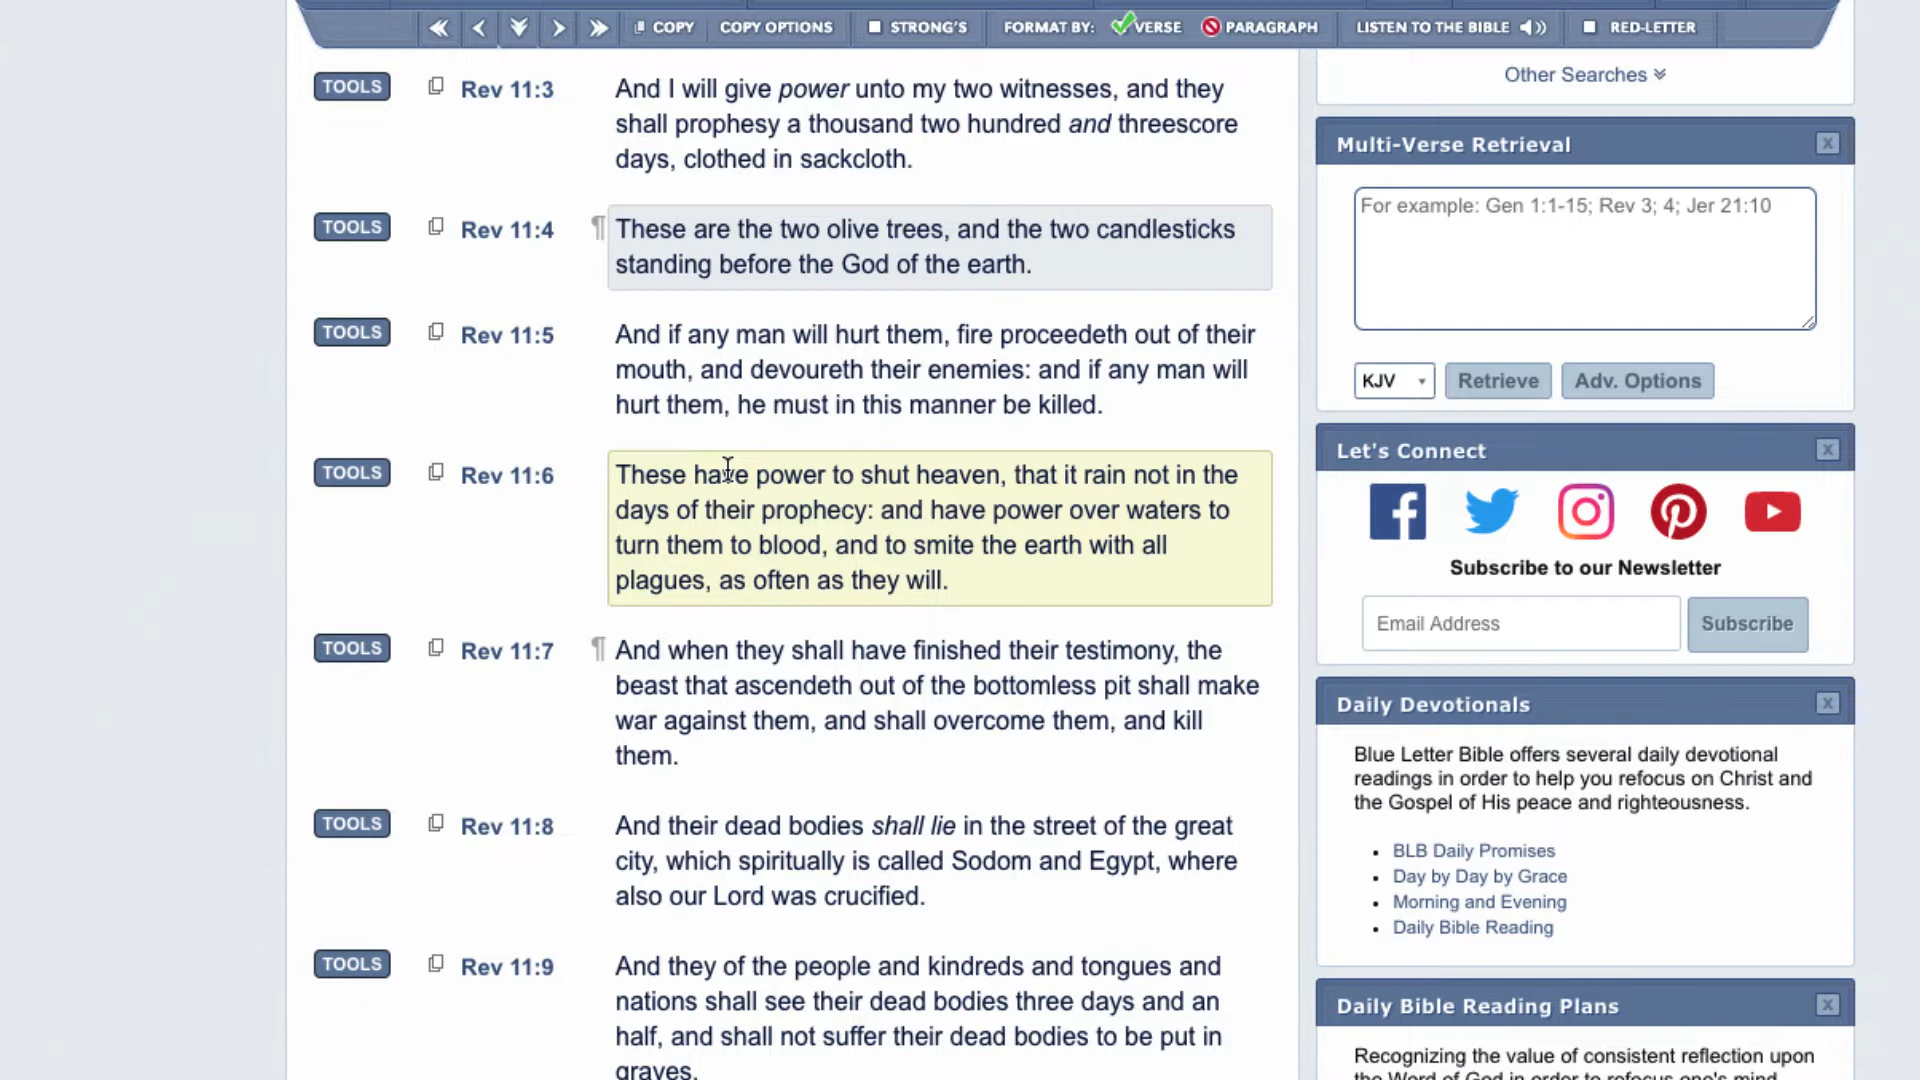 COPY COPY OPTIONS STRONG'S FORMAT BY: VERSE PARAGRAPH LISTEN TO THE BIBLE RED-LETTER
TOOLS Rev 11:3 And I will give power unto my two witnesses, and they
shall prophesy a thousand two hundred and threescore
days, clothed in sackcloth.
TOOLS Rev 11:4 ¶ These are the two olive trees, and the two candlesticks
standing before the God of the earth.
TOOLS Rev 11:5 And if any man will hurt them, fire proceedeth out of their
mouth, and devoureth their enemies: and if any man will
hurt them, he must in this manner be killed.
TOOLS Rev 11:6 These have power to shut heaven, that it rain not in the
days of their prophecy: and have power over waters to
turn them to blood, and to smite the earth with all
plagues, as often as they will.
TOOLS Rev 11:7 ¶ And when they shall have finished their testimony, the
beast that ascendeth out of the bottomless pit shall make
war against them, and shall overcome them, and kill
them.
TOOLS Rev 11:8 And their dead bodies shall lie in the street of the great
city, which spiritually is called Sodom and Egypt, where
also our Lord was crucified.
TOOLS Rev 11:9 And they of the people and kindreds and tongues and
nations shall see their dead bodies three days and an
half, and shall not suffer their dead bodies to be put in
graves.
Other Searches
Multi-Verse Retrieval x
For example: Gen 1:1-15; Rev 3; 4; Jer 21:10
KJV Retrieve Adv. Options
Let's Connect x
Subscribe to our Newsletter
Email Address Subscribe
Daily Devotionals x
Blue Letter Bible offers several daily devotional
readings in order to help you refocus on Christ and
the Gospel of His peace and righteousness.
• BLB Daily Promises
• Day by Day by Grace
• Morning and Evening
• Daily Bible Reading
Daily Bible Reading Plans x
Recognizing the value of consistent reflection upon
the Word of God in order to refocus one's mind